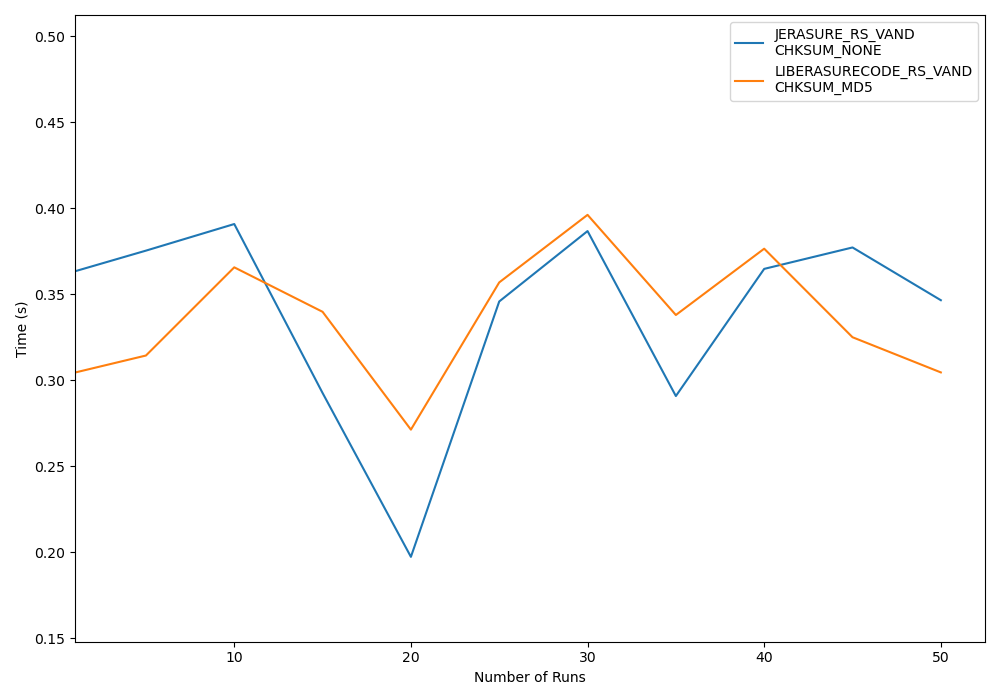 JERASURE_RS_VAND
CHKSUM_NONE
LIBERASURECODE_RS_VAND
CHKSUM_MD5
Time (s)
0.50
0.45
0.40
0.35
0.30
0.25
0.20
0.15
10 20 30 40 50
Number of Runs